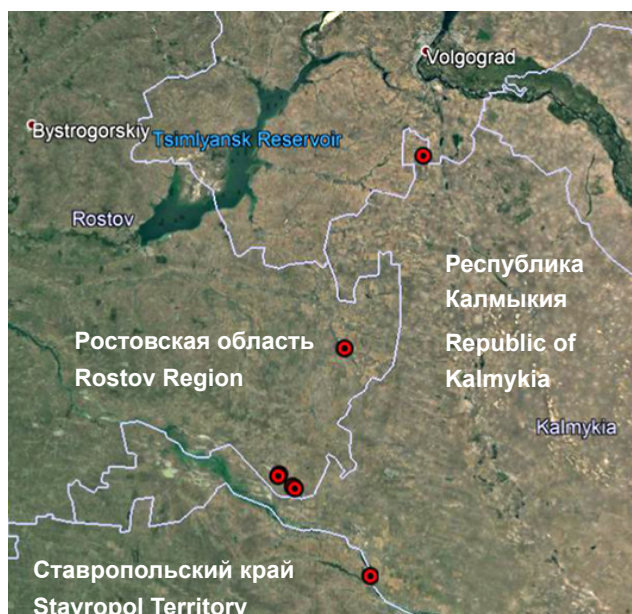 Volgograd
Bystrogorskiy
Tsimlyansk Reservoir
Rostov
Республика
Калмыкия
Republic of
Kalmykia
Ростовская область
Rostov Region
Kalmykia
Ставропольский край
Stavropol Territory